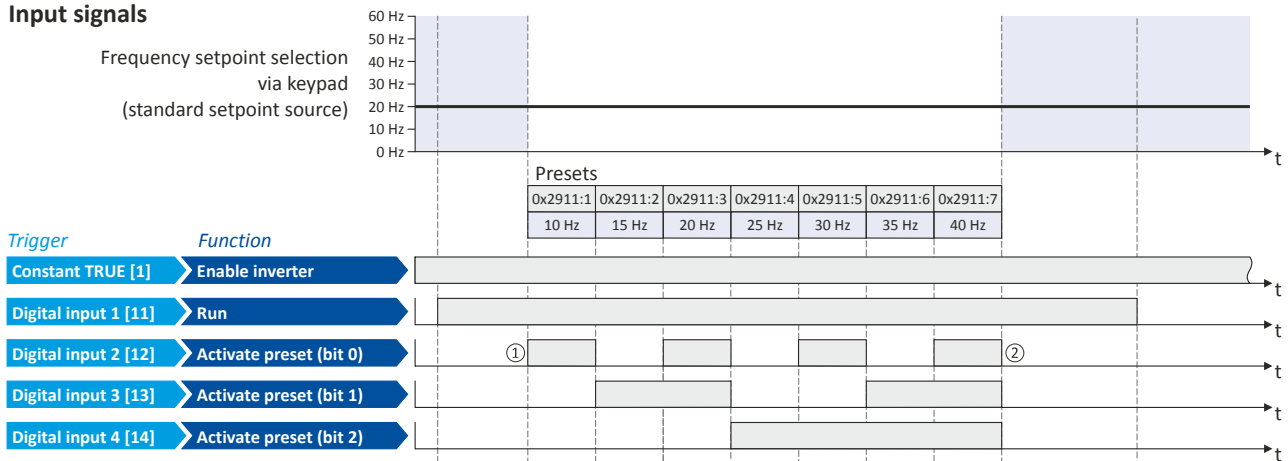 Input signals
Frequency setpoint selection
via keypad
(standard setpoint source)
60 Hz
50 Hz
40 Hz
30 Hz
20 Hz
10 Hz
0 Hz
t
Presets
0x2911:1 0x2911:2 0x2911:3 0x2911:4 0x2911:5 0x2911:6 0x2911:7
10 Hz 15 Hz 20 Hz 25 Hz 30 Hz 35 Hz 40 Hz
Trigger Function
Constant TRUE [1] Enable inverter
t
Digital input 1 [11] Run
t
Digital input 2 [12] Activate preset (bit 0) ① ②
t
Digital input 3 [13] Activate preset (bit 1)
t
Digital input 4 [14] Activate preset (bit 2)
t